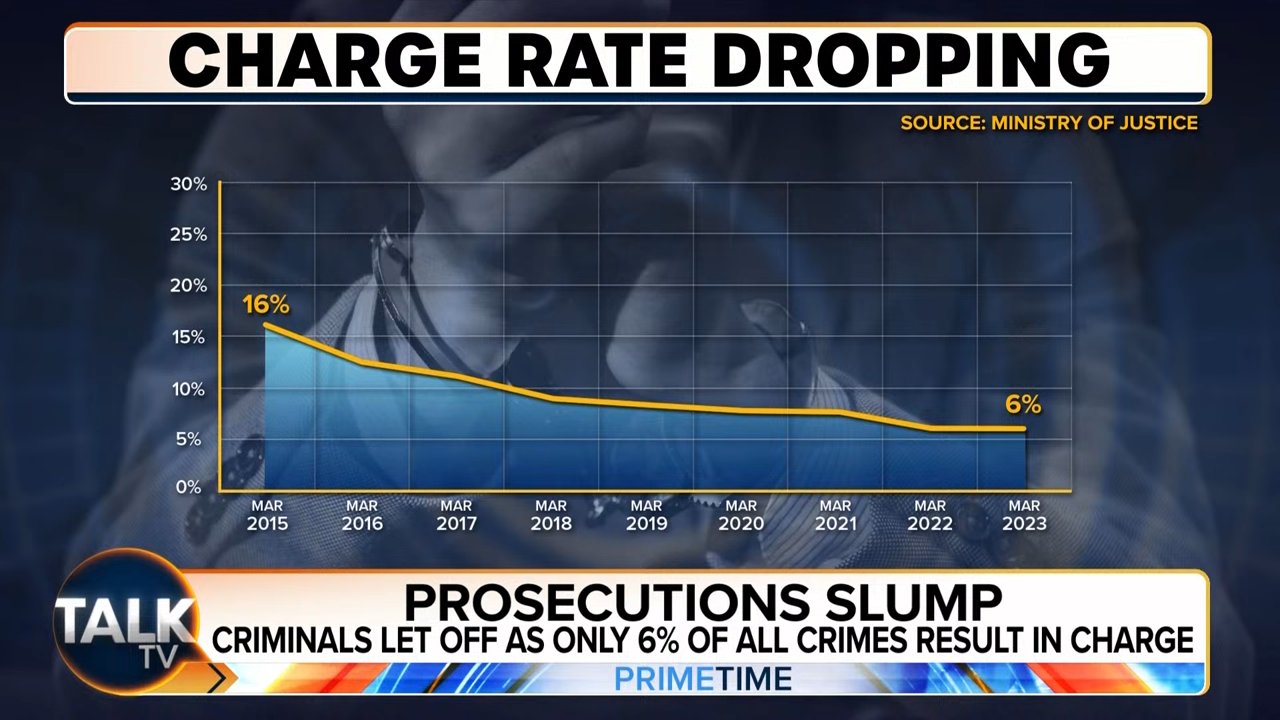 CHARGE RATE DROPPING
SOURCE: MINISTRY OF JUSTICE
30%
25%
20%
15%
10%
5%
0%
16%
6%
MAR 2015
MAR 2016
MAR 2017
MAR 2018
MAR 2019
MAR 2020
MAR 2021
MAR 2022
MAR 2023
TALK
TV
PROSECUTIONS SLUMP
CRIMINALS LET OFF AS ONLY 6% OF ALL CRIMES RESULT IN CHARGE
PRIMETIME